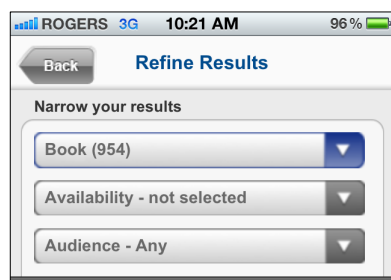 ROGERS 3G 10:21 AM 96%
Back Refine Results
Narrow your results
Book (954)
Availability - not selected
Audience - Any